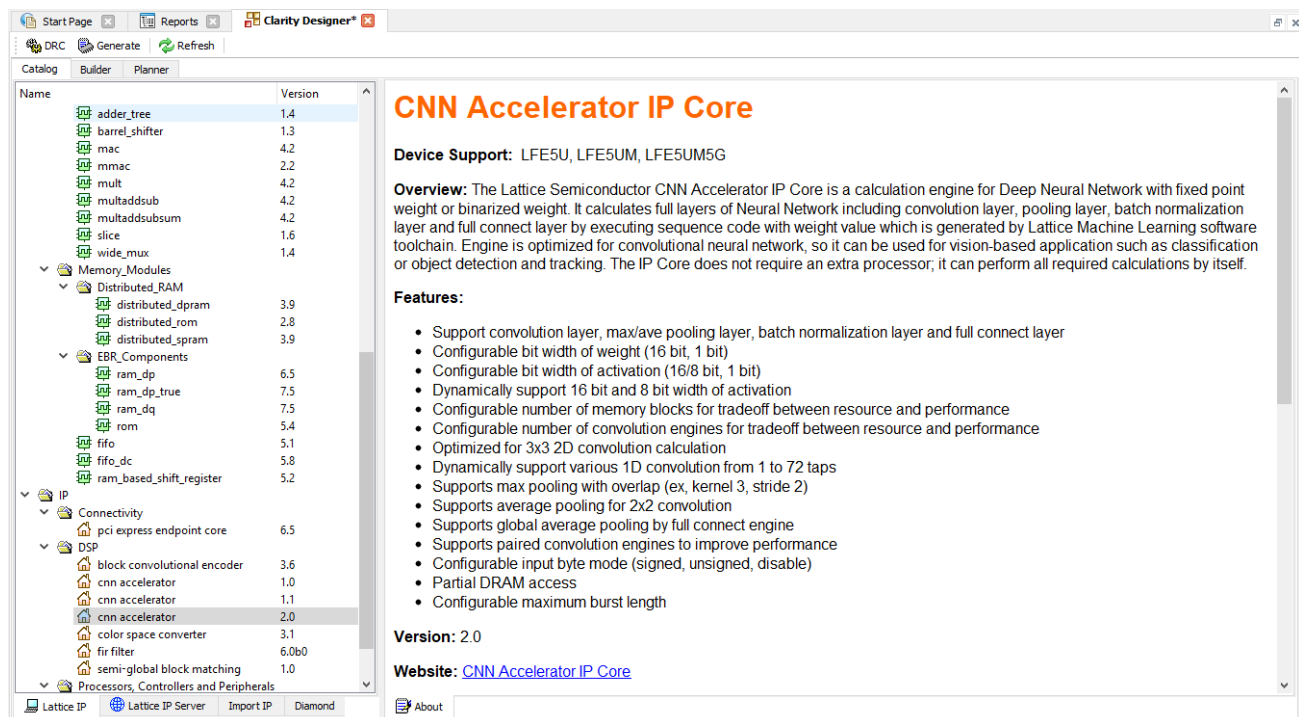 Start Page Reports Clarity Designer*
DRC Generate Refresh
Catalog Builder Planner
Name Version
adder_tree 1.4
barrel_shifter 1.3
mac 4.2
mmac 2.2
mult 4.2
multaddsub 4.2
multaddsubsum 4.2
slice 1.6
wide_mux 1.4
Memory_Modules
Distributed_RAM
distributed_dpram 3.9
distributed_rom 2.8
distributed_spram 3.9
EBR_Components
ram_dp 6.5
ram_dp_true 7.5
ram_dq 7.5
rom 5.4
fifo 5.1
fifo_dc 5.8
ram_based_shift_register 5.2
IP
Connectivity
pci express endpoint core 6.5
DSP
block convolutional encoder 3.6
cnn accelerator 1.0
cnn accelerator 1.1
cnn accelerator 2.0
color space converter 3.1
fir filter 6.0b0
semi-global block matching 1.0
Processors, Controllers and Peripherals
Lattice IP Lattice IP Server Import IP Diamond
CNN Accelerator IP Core
Device Support: LFE5U, LFE5UM, LFE5UM5G
Overview: The Lattice Semiconductor CNN Accelerator IP Core is a calculation engine for Deep Neural Network with fixed point
weight or binarized weight. It calculates full layers of Neural Network including convolution layer, pooling layer, batch normalization
layer and full connect layer by executing sequence code with weight value which is generated by Lattice Machine Learning software
toolchain. Engine is optimized for convolutional neural network, so it can be used for vision-based application such as classification
or object detection and tracking. The IP Core does not require an extra processor; it can perform all required calculations by itself.
Features:
• Support convolution layer, max/ave pooling layer, batch normalization layer and full connect layer
• Configurable bit width of weight (16 bit, 1 bit)
• Configurable bit width of activation (16/8 bit, 1 bit)
• Dynamically support 16 bit and 8 bit width of activation
• Configurable number of memory blocks for tradeoff between resource and performance
• Configurable number of convolution engines for tradeoff between resource and performance
• Optimized for 3x3 2D convolution calculation
• Dynamically support various 1D convolution from 1 to 72 taps
• Supports max pooling with overlap (ex, kernel 3, stride 2)
• Supports average pooling for 2x2 convolution
• Supports global average pooling by full connect engine
• Supports paired convolution engines to improve performance
• Configurable input byte mode (signed, unsigned, disable)
• Partial DRAM access
• Configurable maximum burst length
Version: 2.0
Website: CNN Accelerator IP Core
About